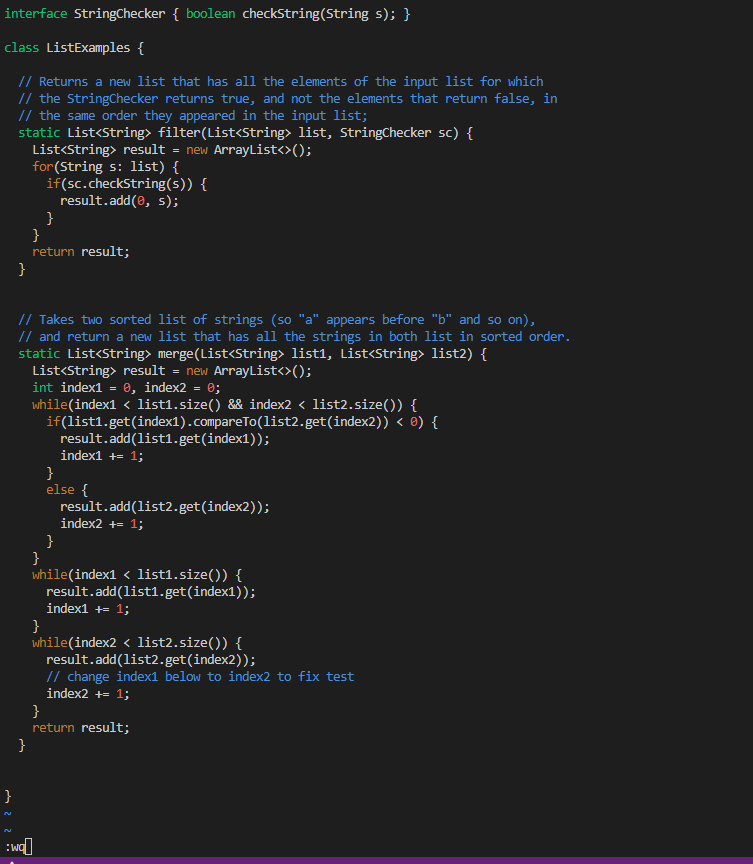 interface StringChecker { boolean checkString(String s); }
class ListExamples {
// Returns a new list that has all the elements of the input list for which
// the StringChecker returns true, and not the elements that return false, in
// the same order they appeared in the input list;
static List<String> filter(List<String> list, StringChecker sc) {
List<String> result = new ArrayList<>();
for(String s: list) {
if(sc.checkString(s)) {
result.add(0, s);
}
}
return result;
}
// Takes two sorted list of strings (so "a" appears before "b" and so on),
// and return a new list that has all the strings in both list in sorted order.
static List<String> merge(List<String> list1, List<String> list2) {
List<String> result = new ArrayList<>();
int index1 = 0, index2 = 0;
while(index1 < list1.size() && index2 < list2.size()) {
if(list1.get(index1).compareTo(list2.get(index2)) < 0) {
result.add(list1.get(index1));
index1 += 1;
}
else {
result.add(list2.get(index2));
index2 += 1;
}
}
while(index1 < list1.size()) {
result.add(list1.get(index1));
index1 += 1;
}
while(index2 < list2.size()) {
result.add(list2.get(index2));
// change index1 below to index2 to fix test
index2 += 1;
}
return result;
}
}
~
~
:wq